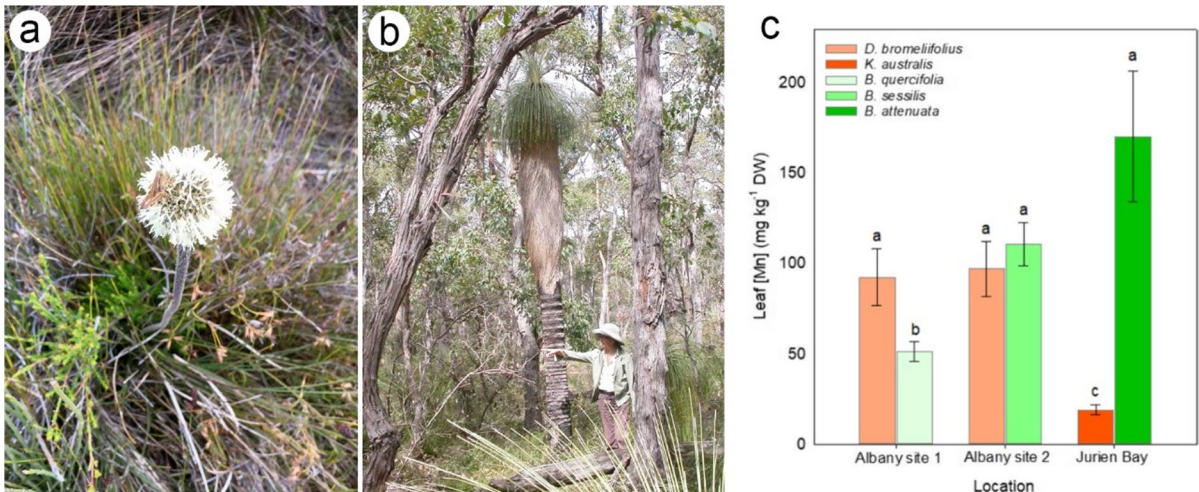 a
b
c
D. bromeliifolius
K. australis
B. quercifolia
B. sessilis
B. attenuata
Leaf [Mn] (mg kg-1 DW)
200
150
100
50
0
a
b
a
a
c
a
Albany site 1
Albany site 2
Jurien Bay
Location